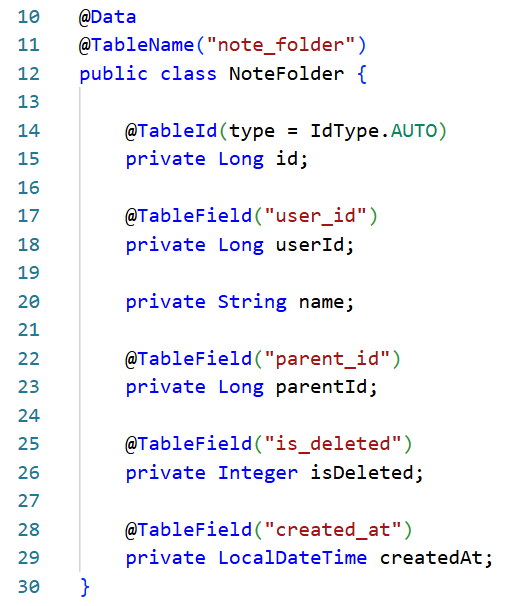 10 @Data
11 @TableName("note_folder")
12 public class NoteFolder {
13
14     @TableId(type = IdType.AUTO)
15     private Long id;
16
17     @TableField("user_id")
18     private Long userId;
19
20     private String name;
21
22     @TableField("parent_id")
23     private Long parentId;
24
25     @TableField("is_deleted")
26     private Integer isDeleted;
27
28     @TableField("created_at")
29     private LocalDateTime createdAt;
30 }